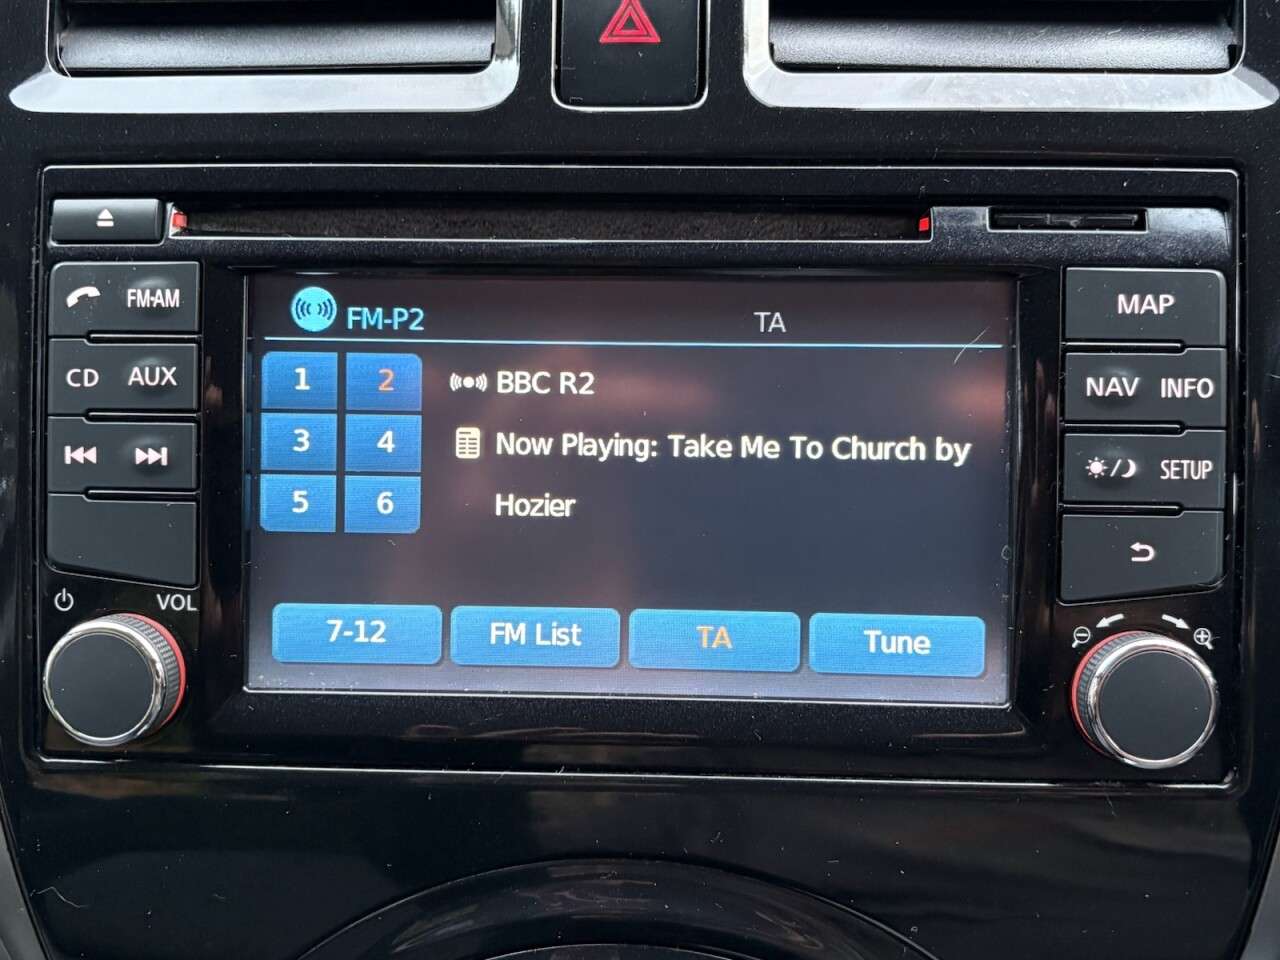 FM-P2 TA
1 2
BBC R2
3 4
Now Playing: Take Me To Church by
Hozier
5 6
7-12 FM List TA Tune
FM·AM
CD AUX
VOL
MAP
NAV INFO
SETUP